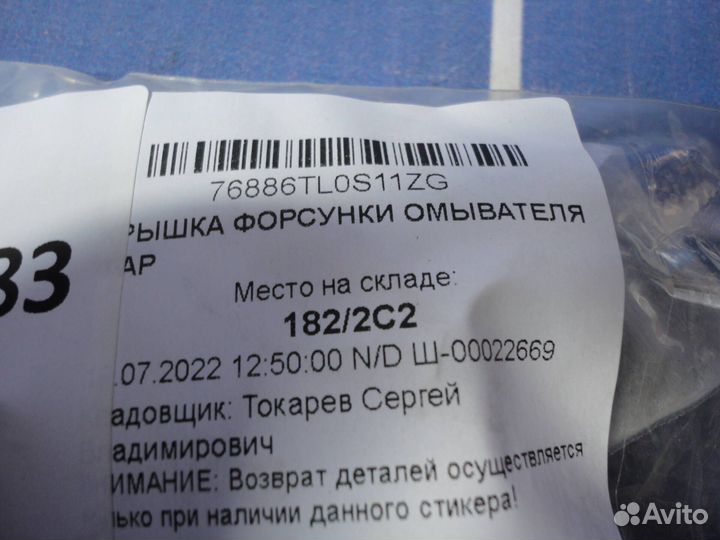 33
76886TL0S11ZG
РЫШКА ФОРСУНКИ ОМЫВАТЕЛЯ
АР
Место на складе:
182/2C2
.07.2022 12:50:00 N/D Ш-00022669
адовщик: Токарев Сергей
адимирович
ИМАНИЕ: Возврат деталей осуществляется
лько при наличии данного стикера!
Avito